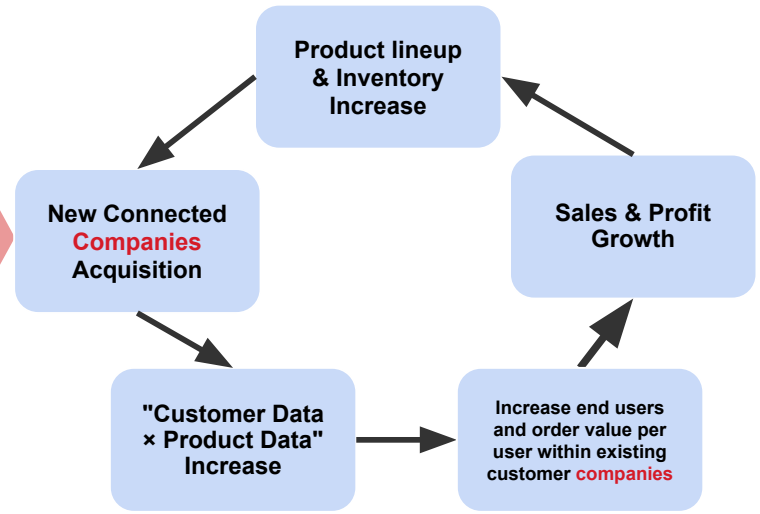 Product lineup
& Inventory
Increase
New Connected
Companies
Acquisition
Sales & Profit
Growth
"Customer Data
× Product Data"
Increase
Increase end users
and order value per
user within existing
customer companies